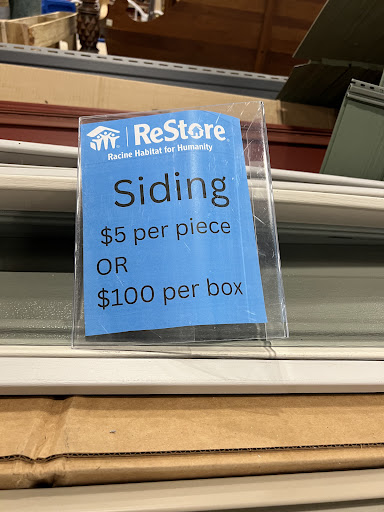 ReStore
Racine Habitat for Humanity
Siding
$5 per piece
OR
$100 per box